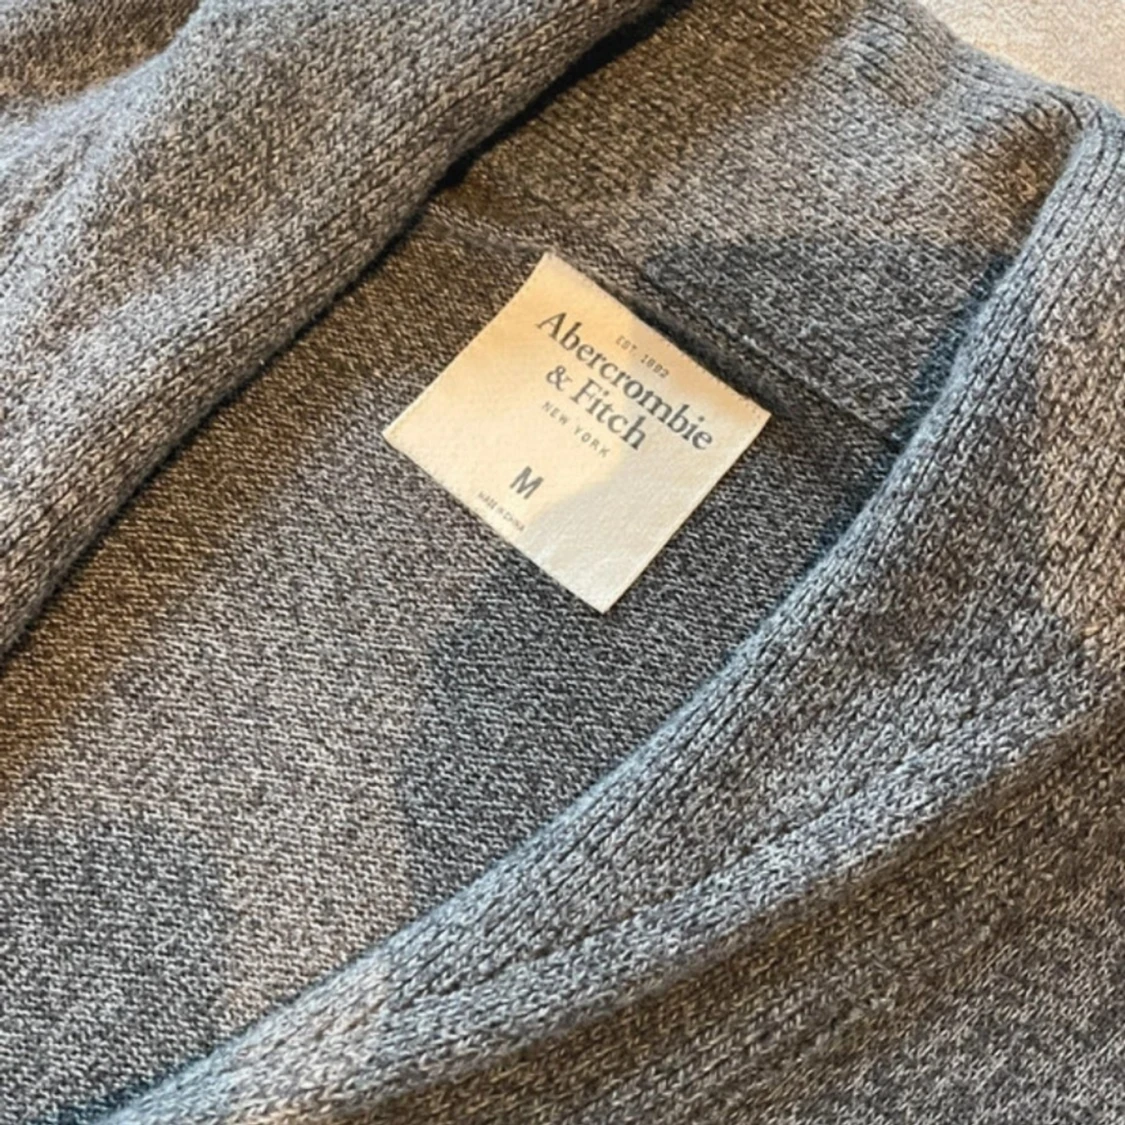 EST. 1892
Abercrombie
& Fitch
NEW YORK
M
MADE IN CHINA